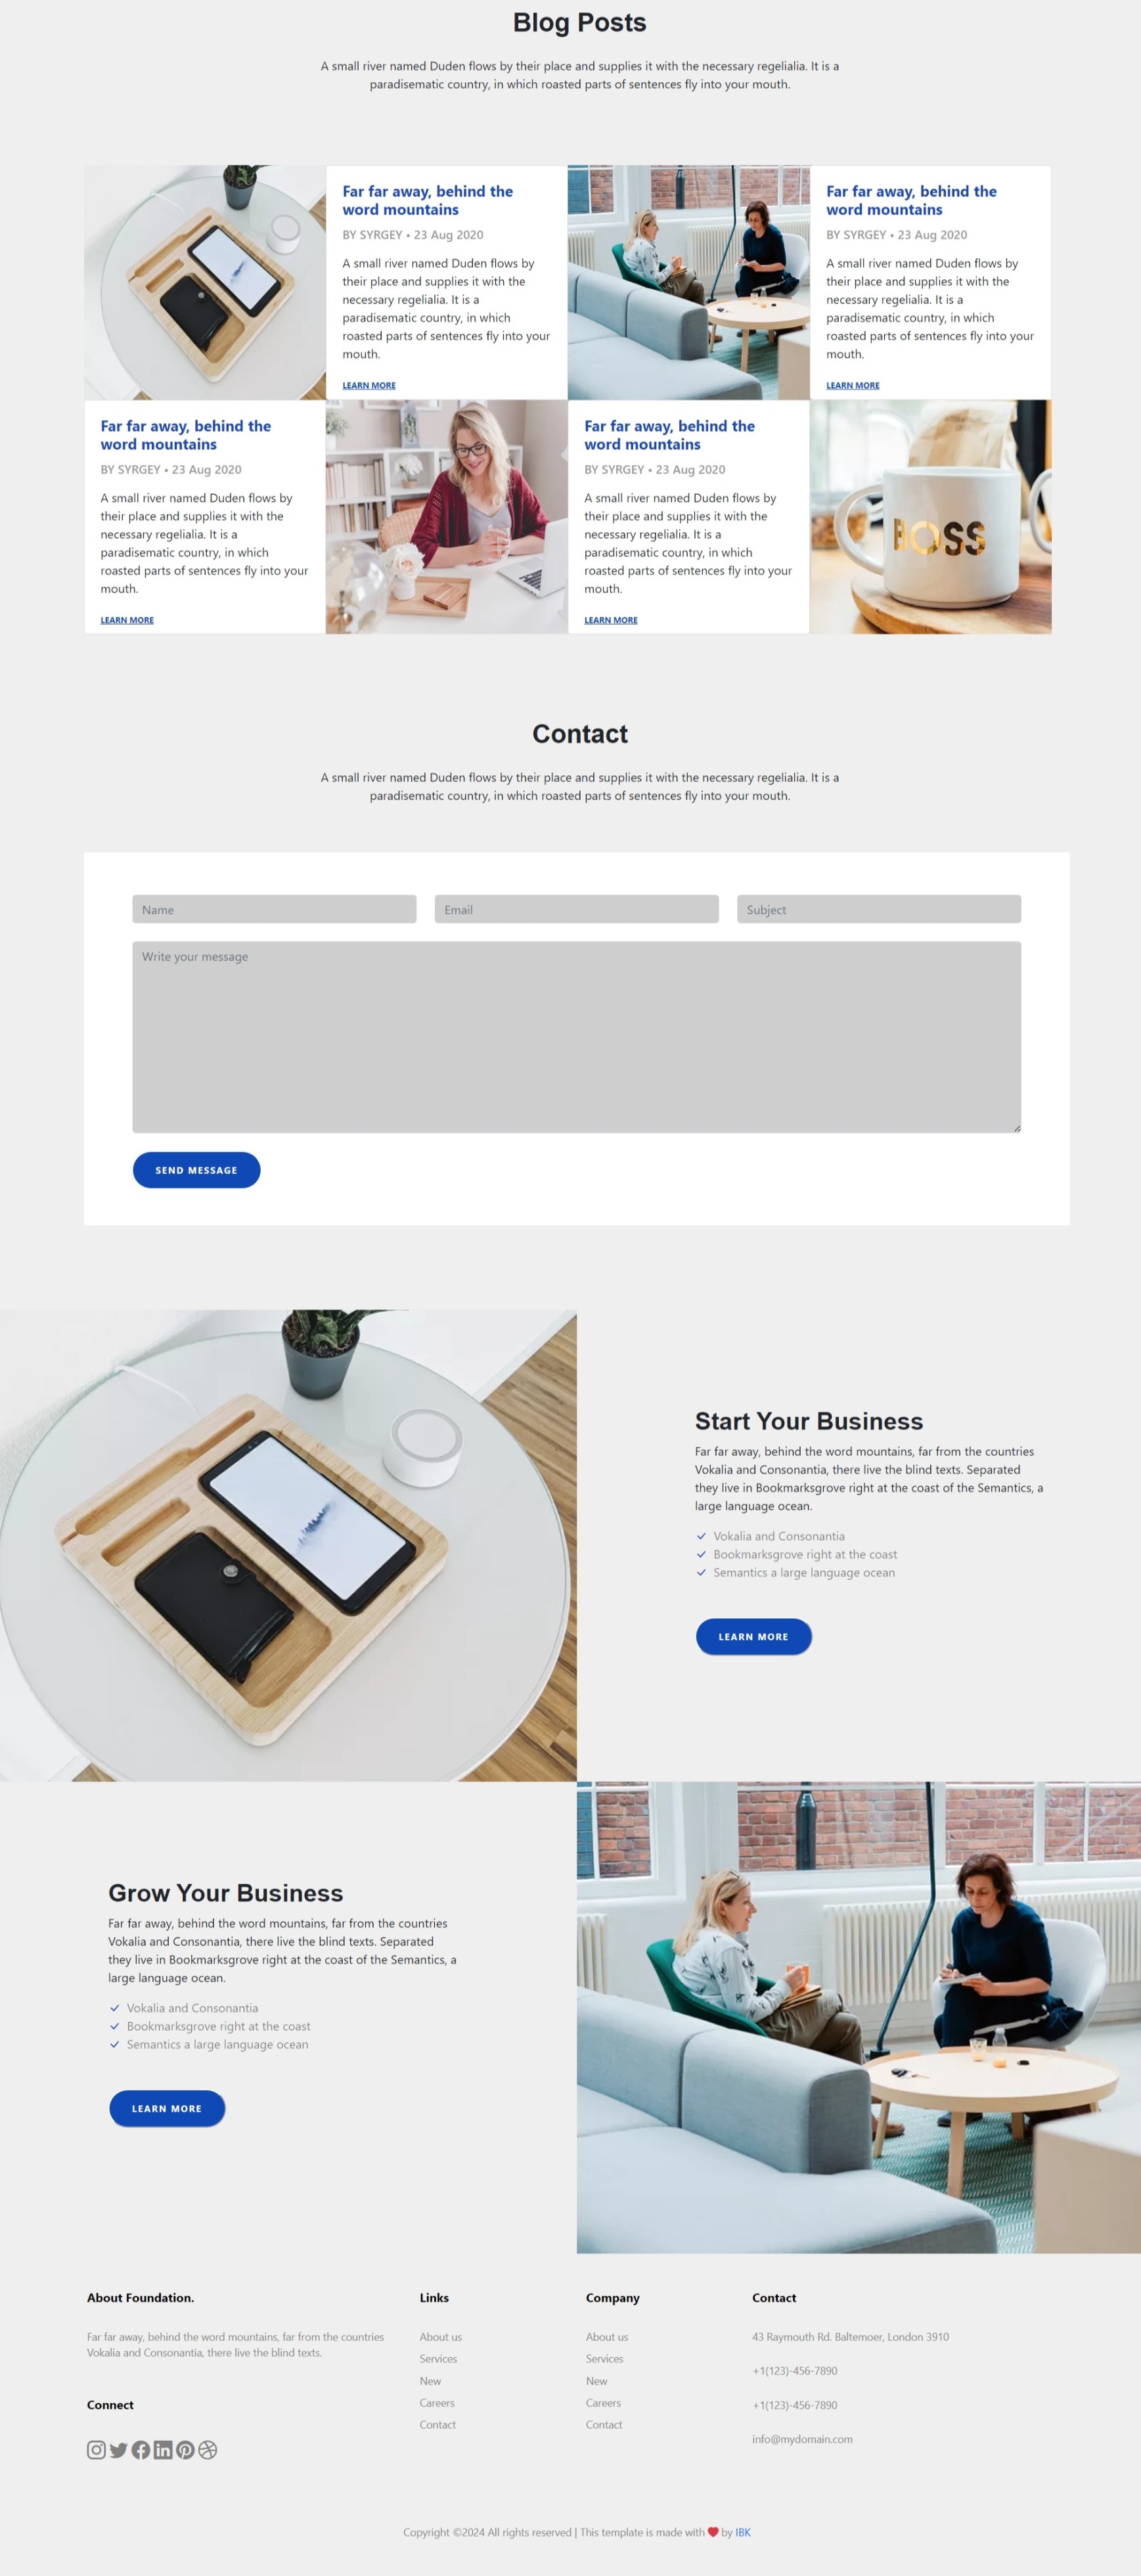 Blog Posts
A small river named Duden flows by their place and supplies it with the necessary regelialia. It is a
paradisematic country, in which roasted parts of sentences fly into your mouth.
Far far away, behind the
word mountains
BY SYRGEY • 23 Aug 2020
A small river named Duden flows by
their place and supplies it with the
necessary regelialia. It is a
paradisematic country, in which
roasted parts of sentences fly into your
mouth.
LEARN MORE
Far far away, behind the
word mountains
BY SYRGEY • 23 Aug 2020
A small river named Duden flows by
their place and supplies it with the
necessary regelialia. It is a
paradisematic country, in which
roasted parts of sentences fly into your
mouth.
LEARN MORE
Far far away, behind the
word mountains
BY SYRGEY • 23 Aug 2020
A small river named Duden flows by
their place and supplies it with the
necessary regelialia. It is a
paradisematic country, in which
roasted parts of sentences fly into your
mouth.
LEARN MORE
Far far away, behind the
word mountains
BY SYRGEY • 23 Aug 2020
A small river named Duden flows by
their place and supplies it with the
necessary regelialia. It is a
paradisematic country, in which
roasted parts of sentences fly into your
mouth.
LEARN MORE
BOSS
Contact
A small river named Duden flows by their place and supplies it with the necessary regelialia. It is a
paradisematic country, in which roasted parts of sentences fly into your mouth.
Name
Email
Subject
Write your message
SEND MESSAGE
Start Your Business
Far far away, behind the word mountains, far from the countries
Vokalia and Consonantia, there live the blind texts. Separated
they live in Bookmarksgrove right at the coast of the Semantics, a
large language ocean.
Vokalia and Consonantia
Bookmarksgrove right at the coast
Semantics a large language ocean
LEARN MORE
Grow Your Business
Far far away, behind the word mountains, far from the countries
Vokalia and Consonantia, there live the blind texts. Separated
they live in Bookmarksgrove right at the coast of the Semantics, a
large language ocean.
Vokalia and Consonantia
Bookmarksgrove right at the coast
Semantics a large language ocean
LEARN MORE
About Foundation.
Far far away, behind the word mountains, far from the countries
Vokalia and Consonantia, there live the blind texts.
Connect
Links
About us
Services
New
Careers
Contact
Company
About us
Services
New
Careers
Contact
Contact
43 Raymouth Rd. Baltemoer, London 3910
+1(123)-456-7890
+1(123)-456-7890
info@mydomain.com
Copyright ©2024 All rights reserved | This template is made with ❤ by IBK